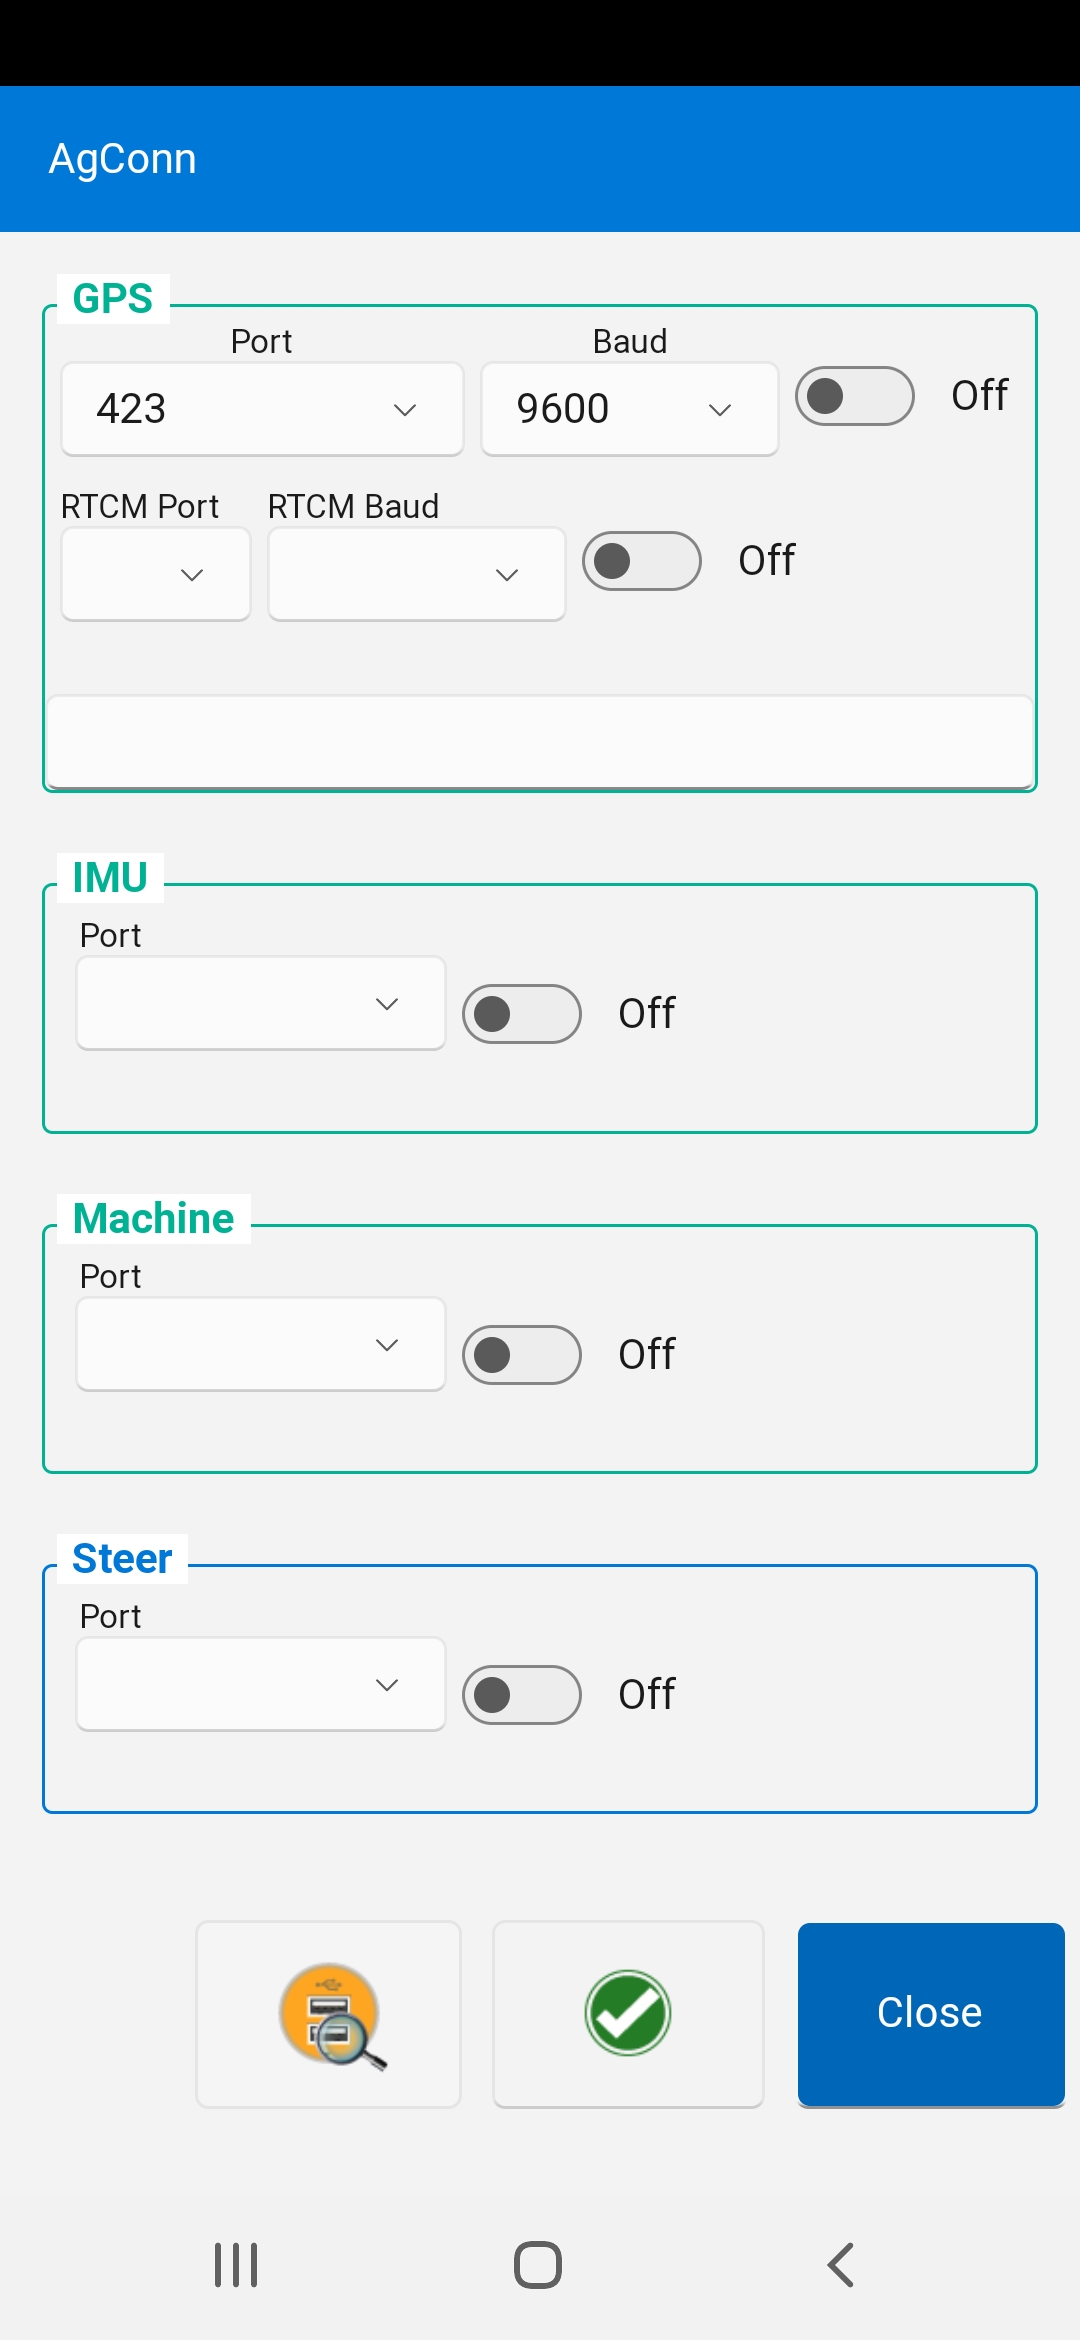 AgConn
GPS
Port
Baud
423
9600
Off
RTCM Port
RTCM Baud
Off
IMU
Port
Off
Machine
Port
Off
Steer
Port
Off
Close